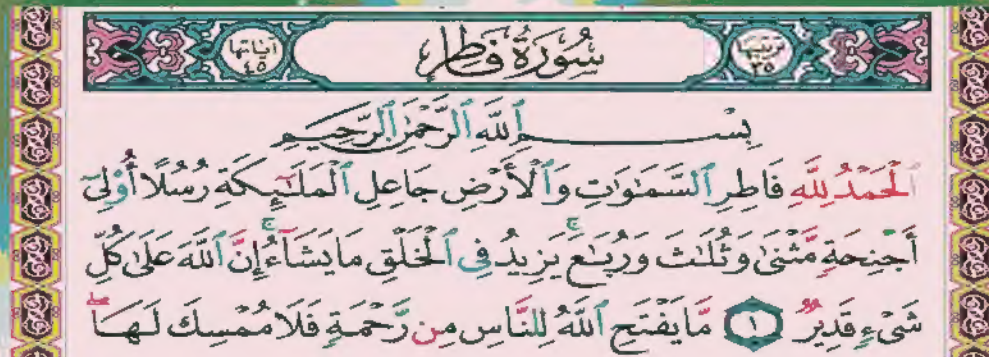 ترتيبها ٣٥
سُورَةُ فَاطِرٍ
اٰيَاتها ٤٥
بِسْمِ ٱللَّهِ ٱلرَّحْمَٰنِ ٱلرَّحِيمِ
ٱلْحَمْدُ لِلَّهِ فَاطِرِ ٱلسَّمَٰوَٰتِ وَٱلْأَرْضِ جَاعِلِ ٱلْمَلَٰٓئِكَةِ رُسُلًا أُو۟لِىٓ
أَجْنِحَةٍ مَّثْنَىٰ وَثُلَٰثَ وَرُبَٰعَ ۚ يَزِيدُ فِى ٱلْخَلْقِ مَا يَشَآءُ ۚ إِنَّ ٱللَّهَ عَلَىٰ كُلِّ
شَىْءٍ قَدِيرٌ ١ مَّا يَفْتَحِ ٱللَّهُ لِلنَّاسِ مِن رَّحْمَةٍ فَلَا مُمْسِكَ لَهَا ۖ